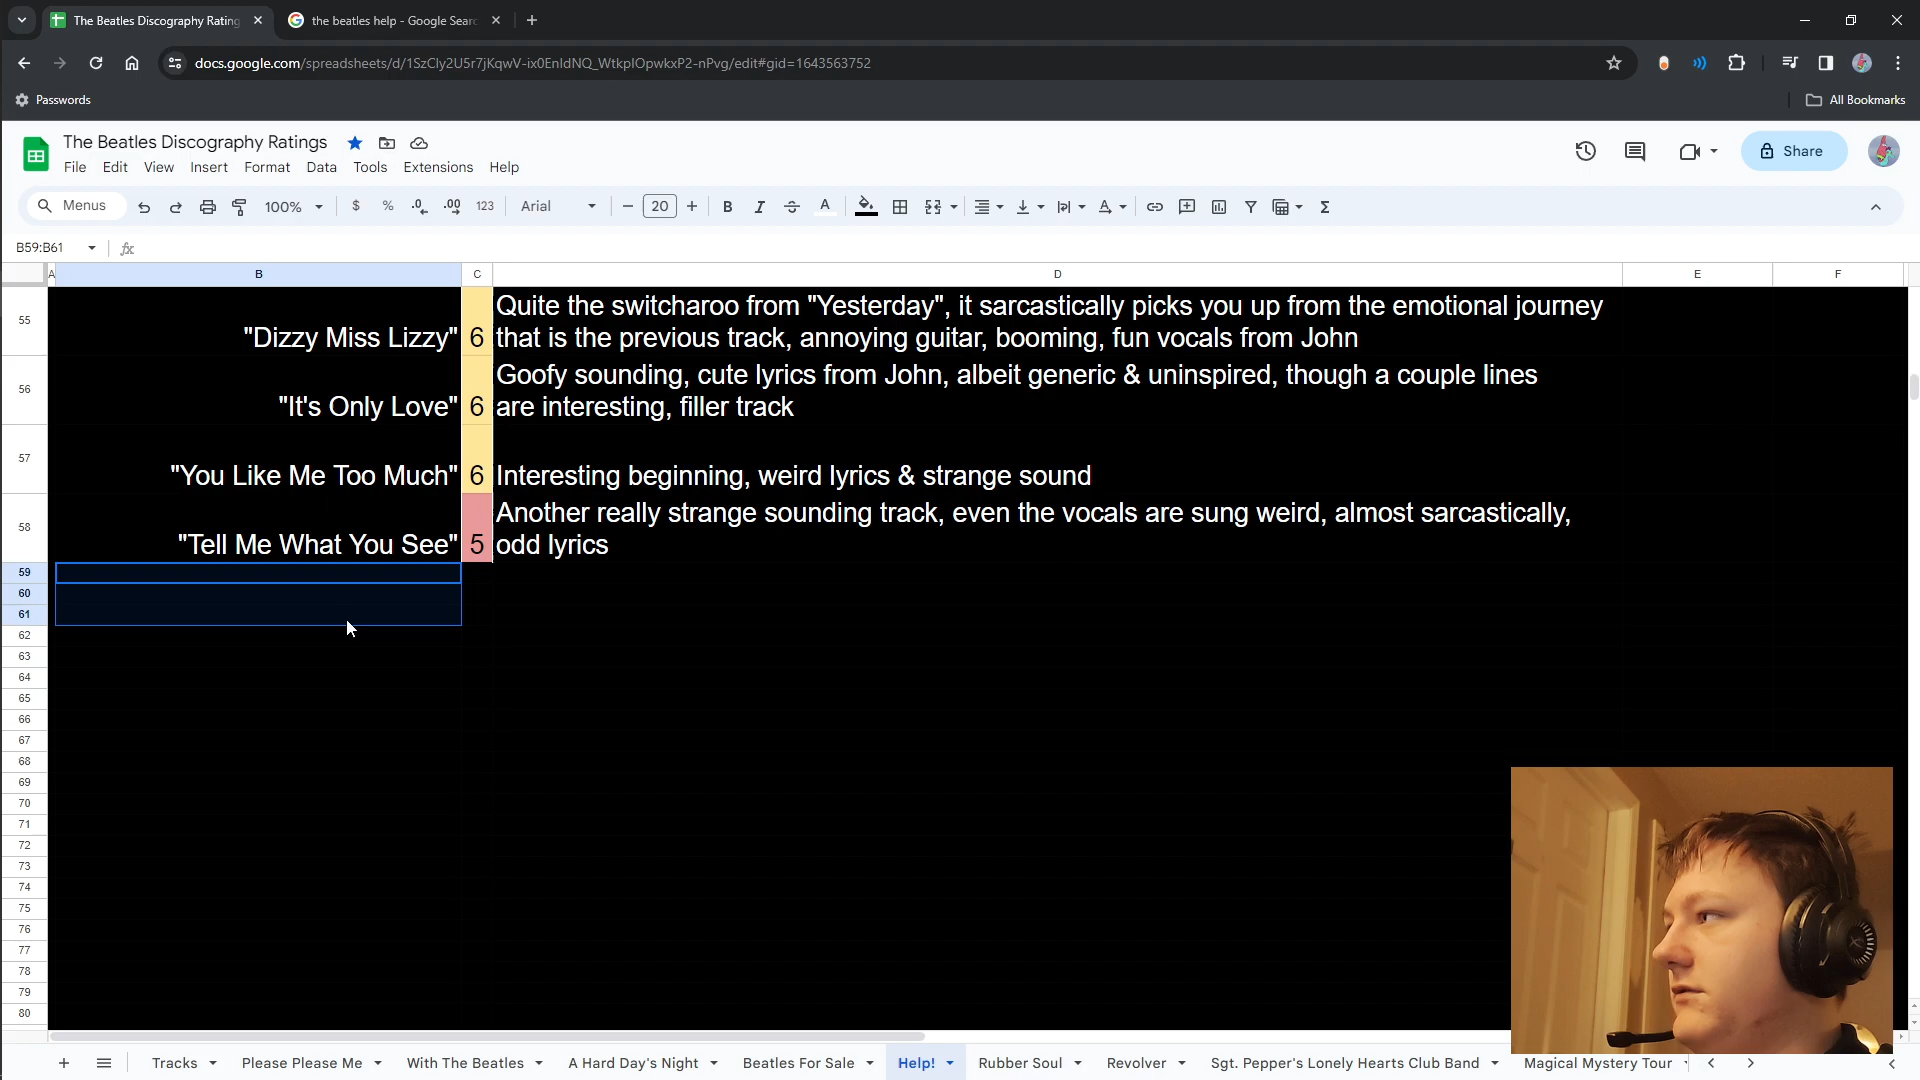 The Beatles Discography Rating
the beatles help - Google Sear
docs.google.com/spreadsheets/d/1SzCly2U5r7jKqwV-ix0EnIdNQ_WtkpIOpwkxP2-nPvg/edit#gid=1643563752
Passwords
All Bookmarks
The Beatles Discography Ratings
File Edit View Insert Format Data Tools Extensions Help
Share
Menus 100% $ % .0 .00 123 Arial 20 B I S A Σ
B59:B61 fx
A B C D E F
55 "Dizzy Miss Lizzy" 6 Quite the switcharoo from "Yesterday", it sarcastically picks you up from the emotional journey
that is the previous track, annoying guitar, booming, fun vocals from John
56 "It's Only Love" 6 Goofy sounding, cute lyrics from John, albeit generic & uninspired, though a couple lines
are interesting, filler track
57 "You Like Me Too Much" 6 Interesting beginning, weird lyrics & strange sound
58 "Tell Me What You See" 5 Another really strange sounding track, even the vocals are sung weird, almost sarcastically,
odd lyrics
59
60
61
62
63
64
65
66
67
68
69
70
71
72
73
74
75
76
77
78
79
80
Tracks Please Please Me With The Beatles A Hard Day's Night Beatles For Sale Help! Rubber Soul Revolver Sgt. Pepper's Lonely Hearts Club Band Magical Mystery Tour